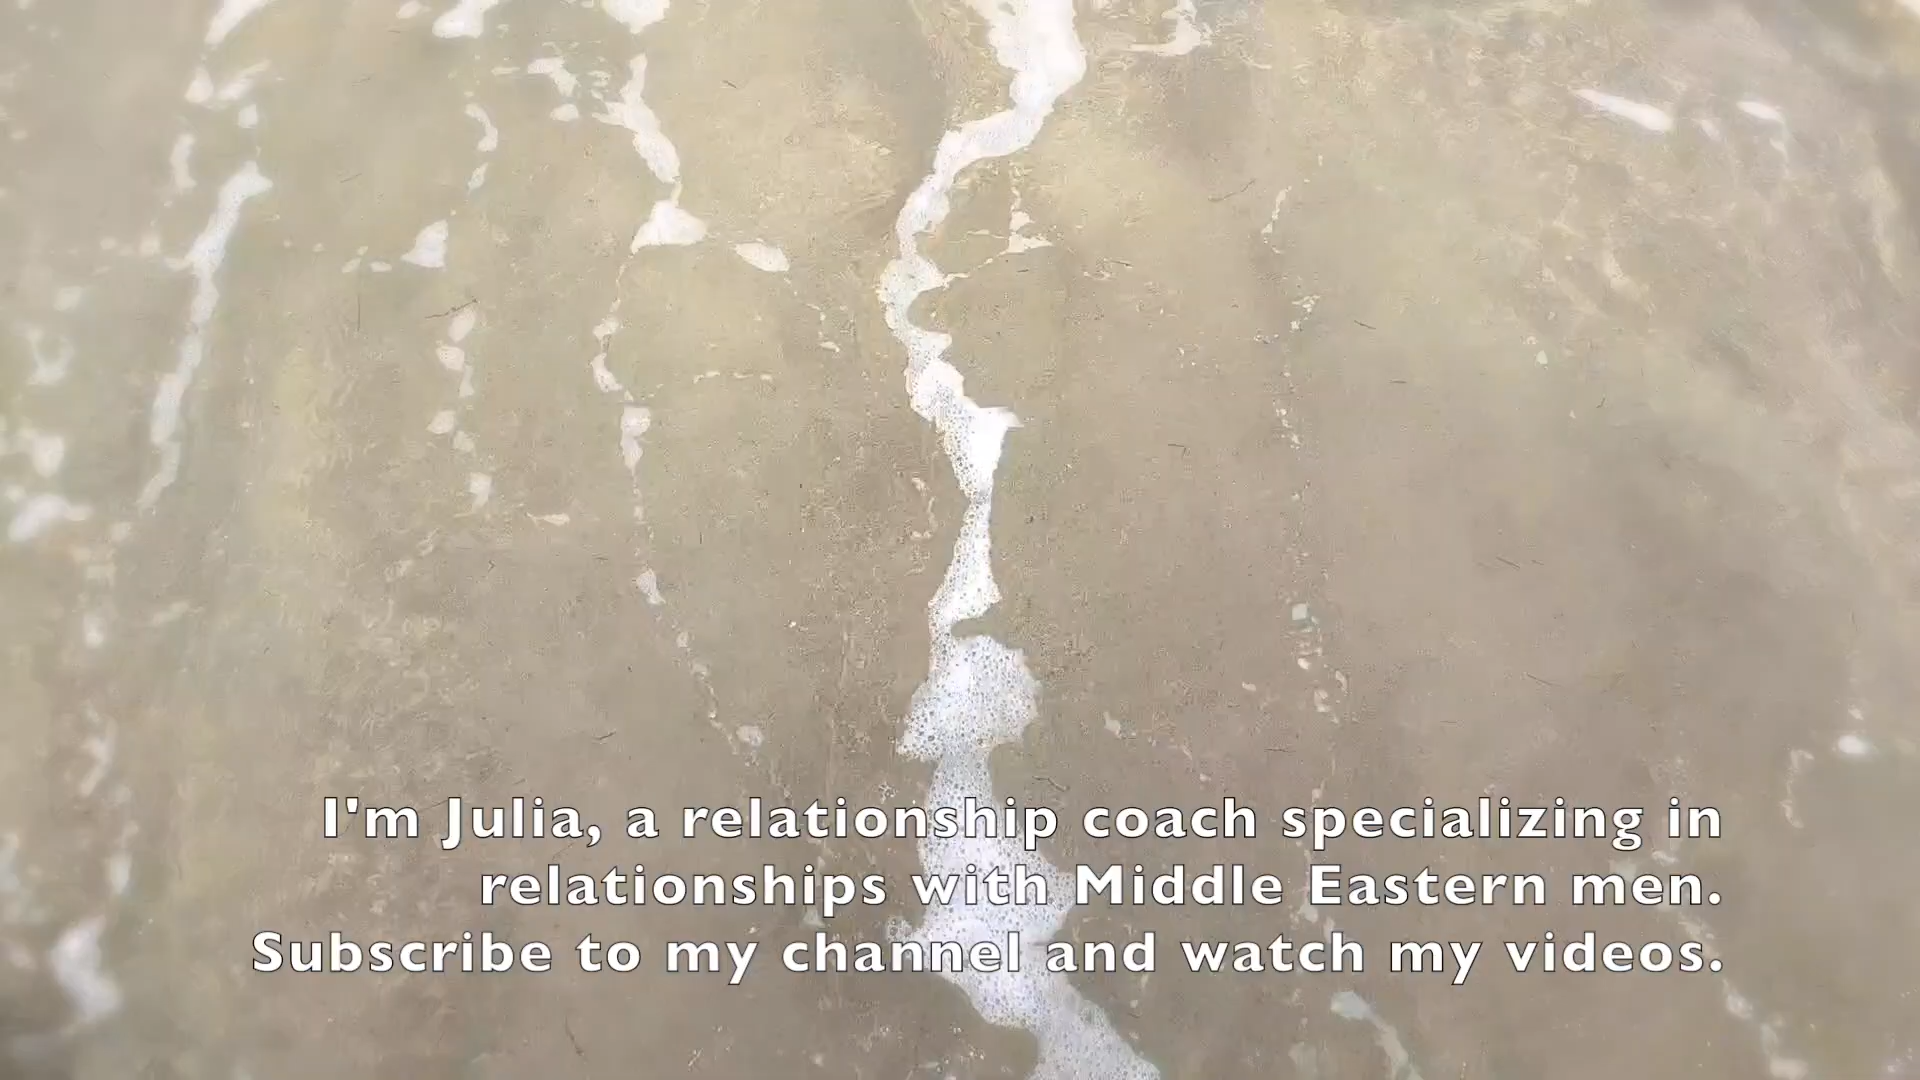 I'm Julia, a relationship coach specializing in
relationships with Middle Eastern men.
Subscribe to my channel and watch my videos.